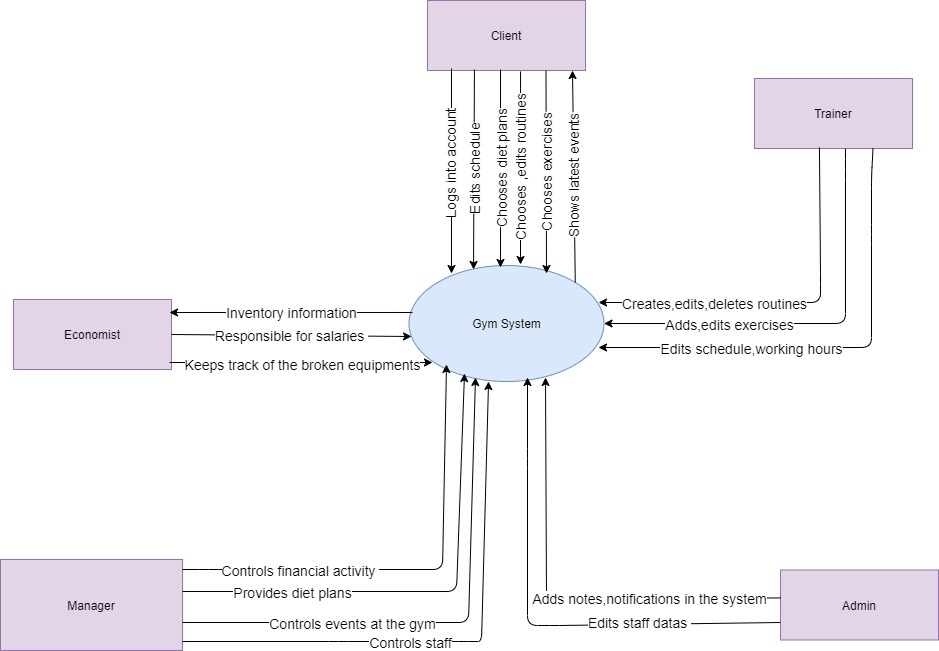 Client
Trainer
Logs into account
Edits schedule
Chooses diet plans
Chooses ,edits routines
Chooses exercises
Shows latest events
Economist
Inventory information
Responsible for salaries
Keeps track of the broken equipments
Gym System
Creates,edits,deletes routines
Adds,edits exercises
Edits schedule,working hours
Manager
Controls financial activity
Provides diet plans
Controls events at the gym
Controls staff
Adds notes,notifications in the system
Edits staff datas
Admin